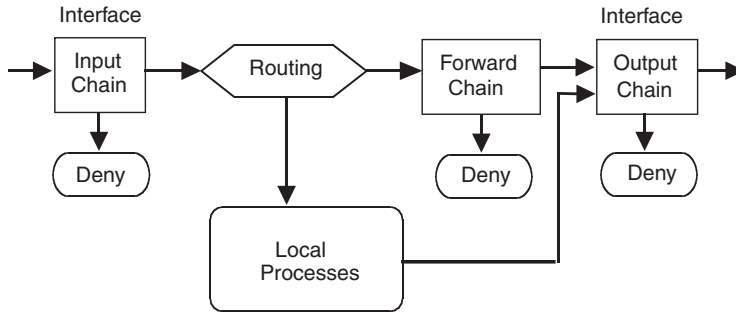 Interface
Interface
Input
Chain
Routing
Forward
Chain
Output
Chain
Deny
Deny
Deny
Local
Processes